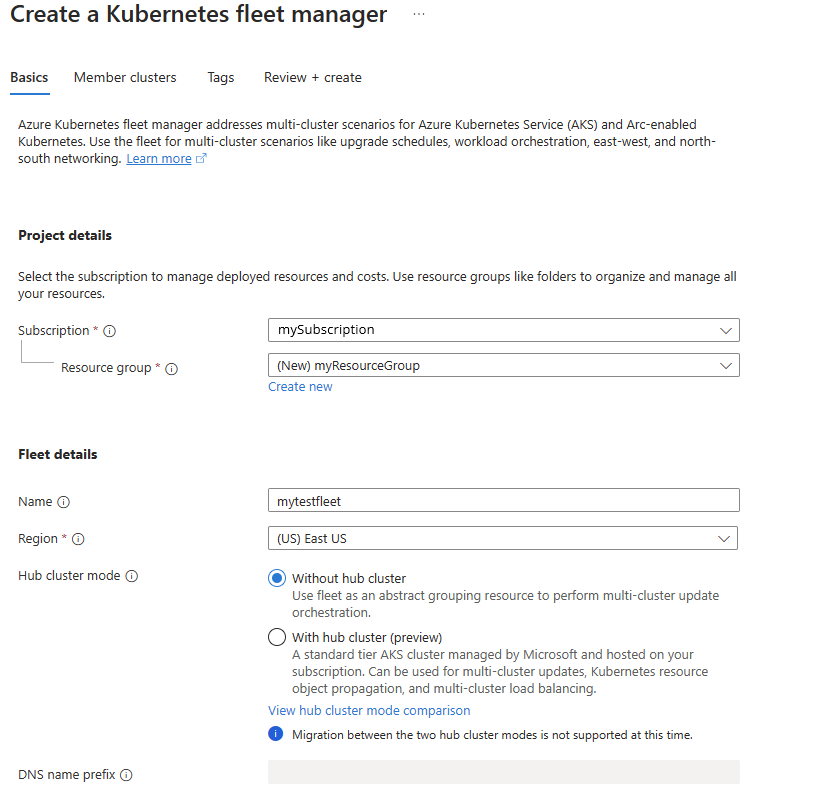 Create a Kubernetes fleet manager ...
Basics Member clusters Tags Review + create
Azure Kubernetes fleet manager addresses multi-cluster scenarios for Azure Kubernetes Service (AKS) and Arc-enabled
Kubernetes. Use the fleet for multi-cluster scenarios like upgrade schedules, workload orchestration, east-west, and north-
south networking. Learn more
Project details
Select the subscription to manage deployed resources and costs. Use resource groups like folders to organize and manage all
your resources.
Subscription * mySubscription
Resource group * (New) myResourceGroup
Create new
Fleet details
Name mytestfleet
Region * (US) East US
Hub cluster mode
Without hub cluster
Use fleet as an abstract grouping resource to perform multi-cluster update
orchestration.
With hub cluster (preview)
A standard tier AKS cluster managed by Microsoft and hosted on your
subscription. Can be used for multi-cluster updates, Kubernetes resource
object propagation, and multi-cluster load balancing.
View hub cluster mode comparison
Migration between the two hub cluster modes is not supported at this time.
DNS name prefix